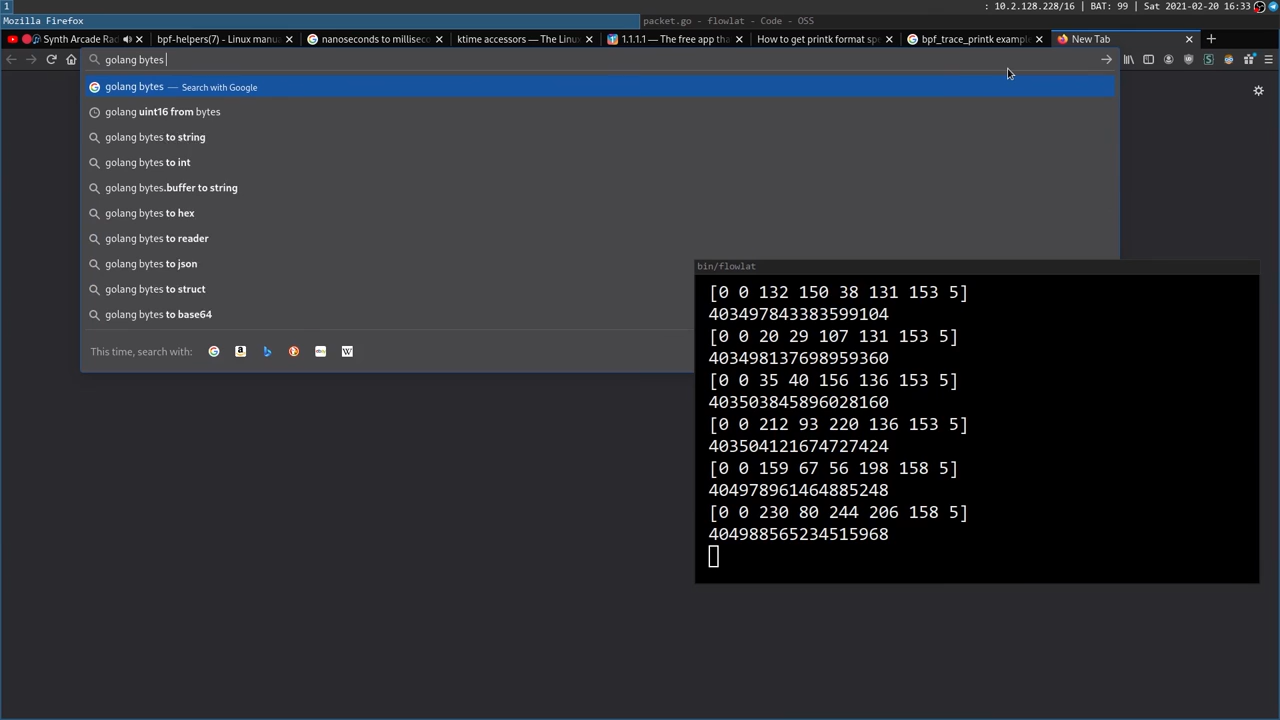 1
: 10.2.128.228/16 | BAT: 99 | Sat 2021-02-20 16:33
Mozilla Firefox
packet.go - flowlat - Code - OSS
Synth Arcade Rad
bpf-helpers(7) - Linux manu
nanoseconds to milliseco
ktime accessors — The Linu
1.1.1.1 — The free app tha
How to get printk format spe
bpf_trace_printk example
New Tab
golang bytes
golang bytes — Search with Google
golang uint16 from bytes
golang bytes to string
golang bytes to int
golang bytes.buffer to string
golang bytes to hex
golang bytes to reader
golang bytes to json
golang bytes to struct
golang bytes to base64
This time, search with:
bin/flowlat
[0 0 132 150 38 131 153 5]
403497843383599104
[0 0 20 29 107 131 153 5]
403498137698959360
[0 0 35 40 156 136 153 5]
403503845896028160
[0 0 212 93 220 136 153 5]
403504121674727424
[0 0 159 67 56 198 158 5]
404978961464885248
[0 0 230 80 244 206 158 5]
404988565234515968